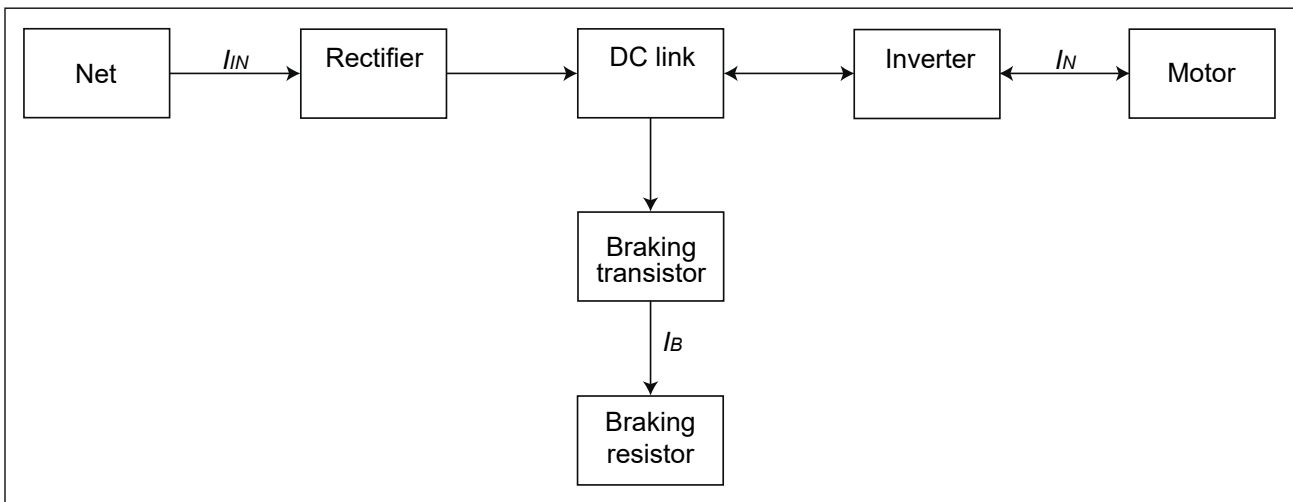 Net
IIN
Rectifier
DC link
Inverter
IN
Motor
Braking
transistor
IB
Braking
resistor